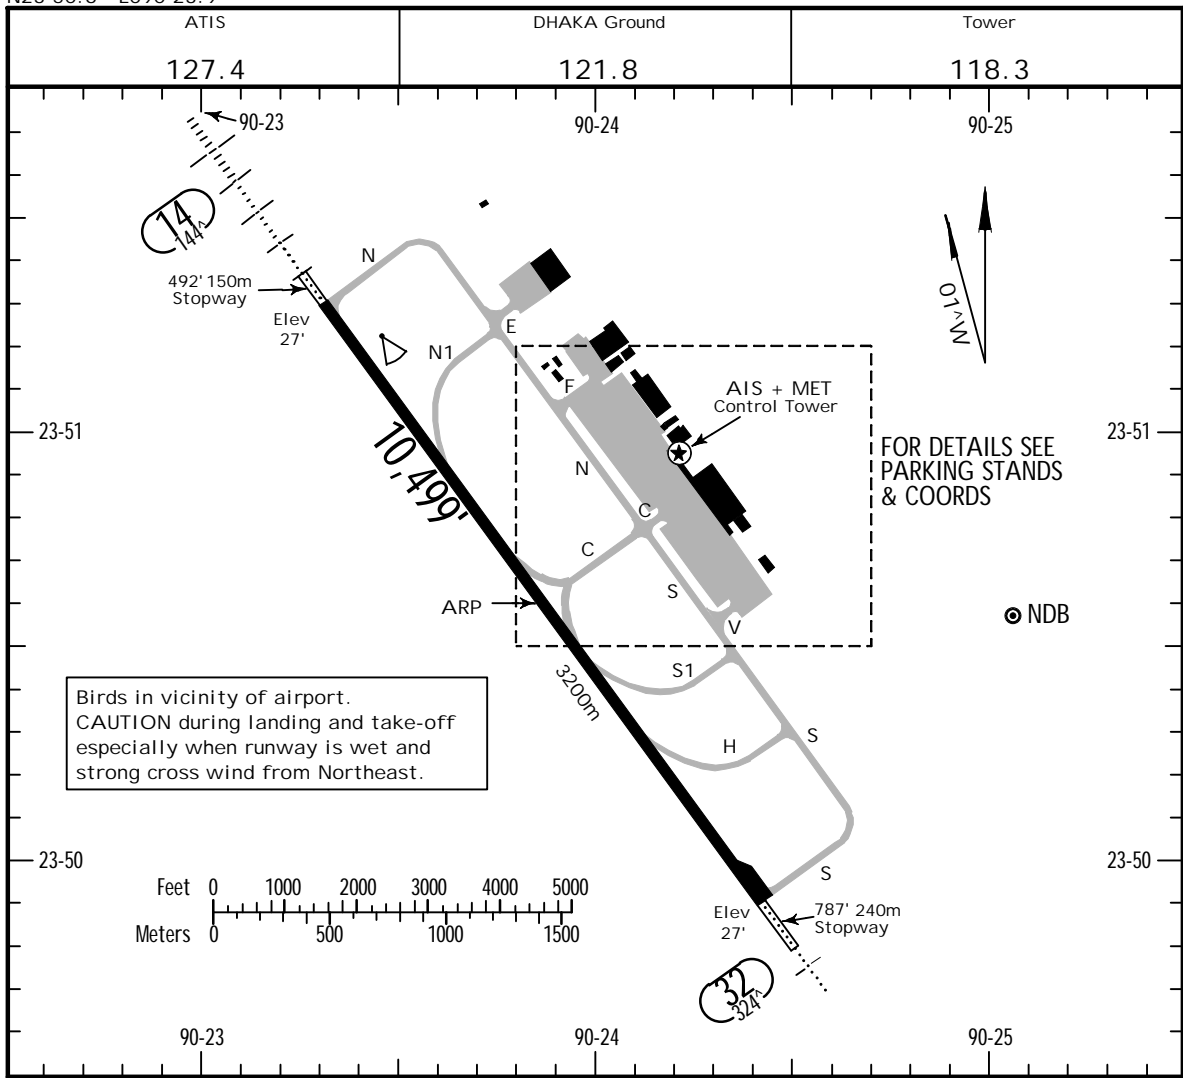 ATIS
DHAKA Ground
Tower
127.4
121.8
118.3
90-23
90-24
90-25
14
144^
492' 150m
Stopway
Elev
27'
N
E
N1
F
01^W
AIS + MET
Control Tower
23-51
23-51
10,499'
FOR DETAILS SEE
PARKING STANDS
& COORDS
N
C
C
S
ARP
V
NDB
S1
3200m
Birds in vicinity of airport.
CAUTION during landing and take-off
especially when runway is wet and
strong cross wind from Northeast.
H
S
23-50
23-50
S
Feet 0 1000 2000 3000 4000 5000
Meters 0 500 1000 1500
Elev
27'
787' 240m
Stopway
32
324^
90-23
90-24
90-25